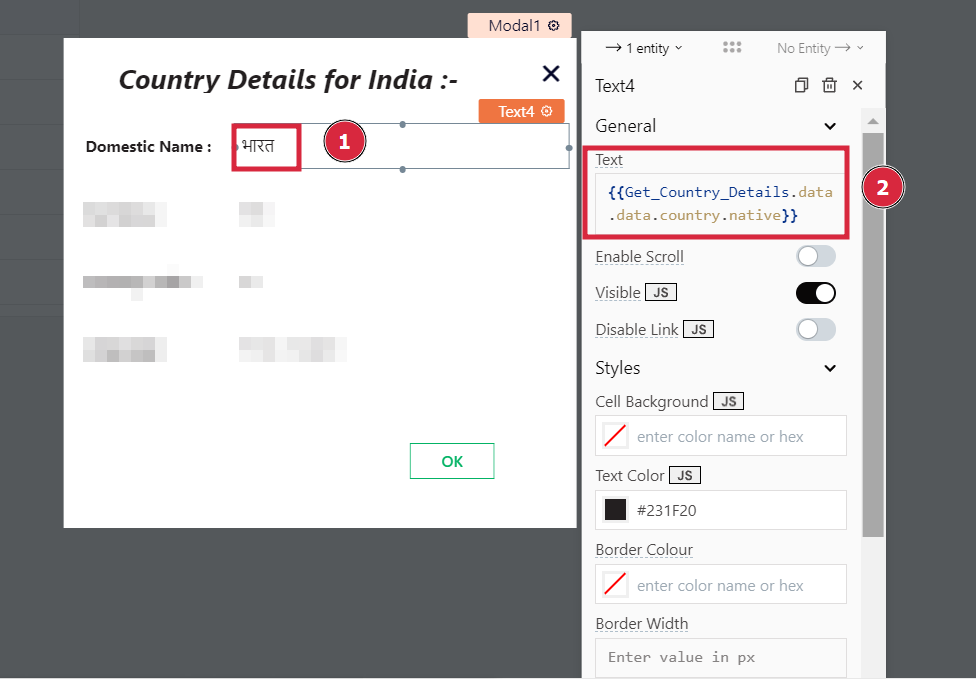 Modal1
Country Details for India :-
Text4
Domestic Name :
भारत
1
OK
1 entity
No Entity
Text4
General
Text
{{Get_Country_Details.data
.data.country.native}}
2
Enable Scroll
Visible JS
Disable Link JS
Styles
Cell Background JS
enter color name or hex
Text Color JS
#231F20
Border Colour
enter color name or hex
Border Width
Enter value in px